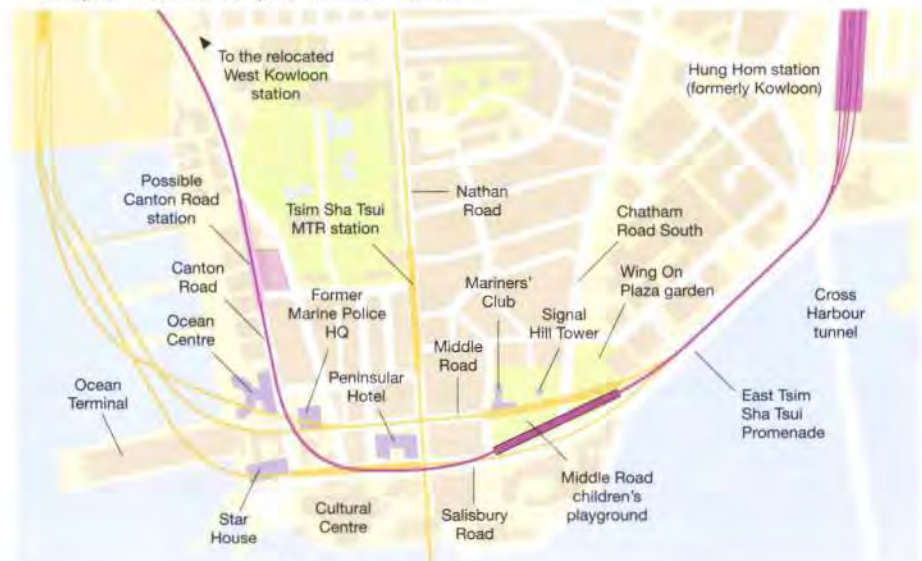 To the relocated
West Kowloon
station
Hung Hom station
(formerly Kowloon)
Possible
Canton Road
station
Tsim Sha Tsui
MTR station
Nathan
Road
Chatham
Road South
Canton
Road
Former
Marine Police
HQ
Mariners'
Club
Wing On
Plaza garden
Signal
Hill Tower
Cross
Harbour
tunnel
Ocean
Centre
Middle
Road
Ocean
Terminal
Peninsular
Hotel
East Tsim
Sha Tsui
Promenade
Star
House
Cultural
Centre
Salisbury
Road
Middle Road
children's
playground